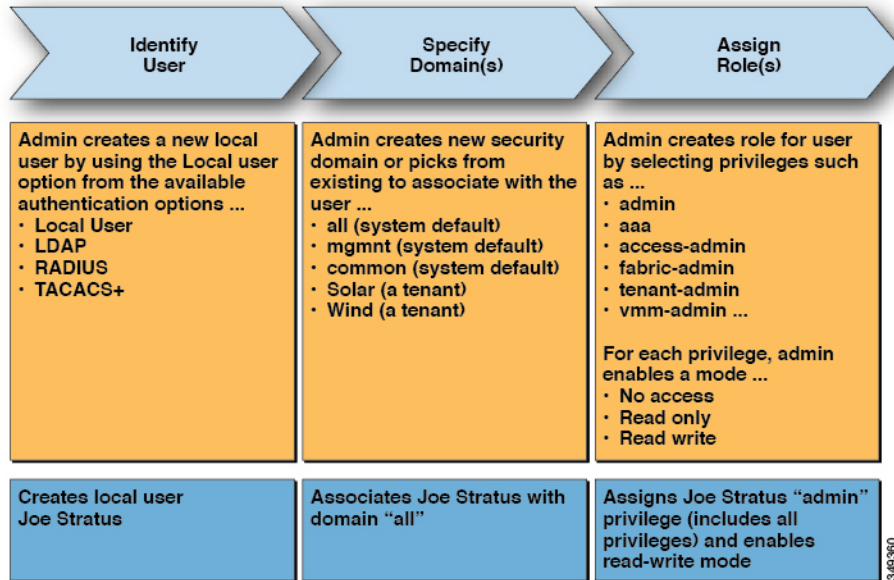 Identify
User
Specify
Domain(s)
Assign
Role(s)
Admin creates a new local
user by using the Local user
option from the available
authentication options ...
• Local User
• LDAP
• RADIUS
• TACACS+
Admin creates new security
domain or picks from
existing to associate with the
user ...
• all (system default)
• mgmnt (system default)
• common (system default)
• Solar (a tenant)
• Wind (a tenant)
Admin creates role for user
by selecting privileges such
as ...
• admin
• aaa
• access-admin
• fabric-admin
• tenant-admin
• vmm-admin ...
For each privilege, admin
enables a mode ...
• No access
• Read only
• Read write
Creates local user
Joe Stratus
Associates Joe Stratus with
domain “all”
Assigns Joe Stratus “admin”
privilege (includes all
privileges) and enables
read-write mode
349360